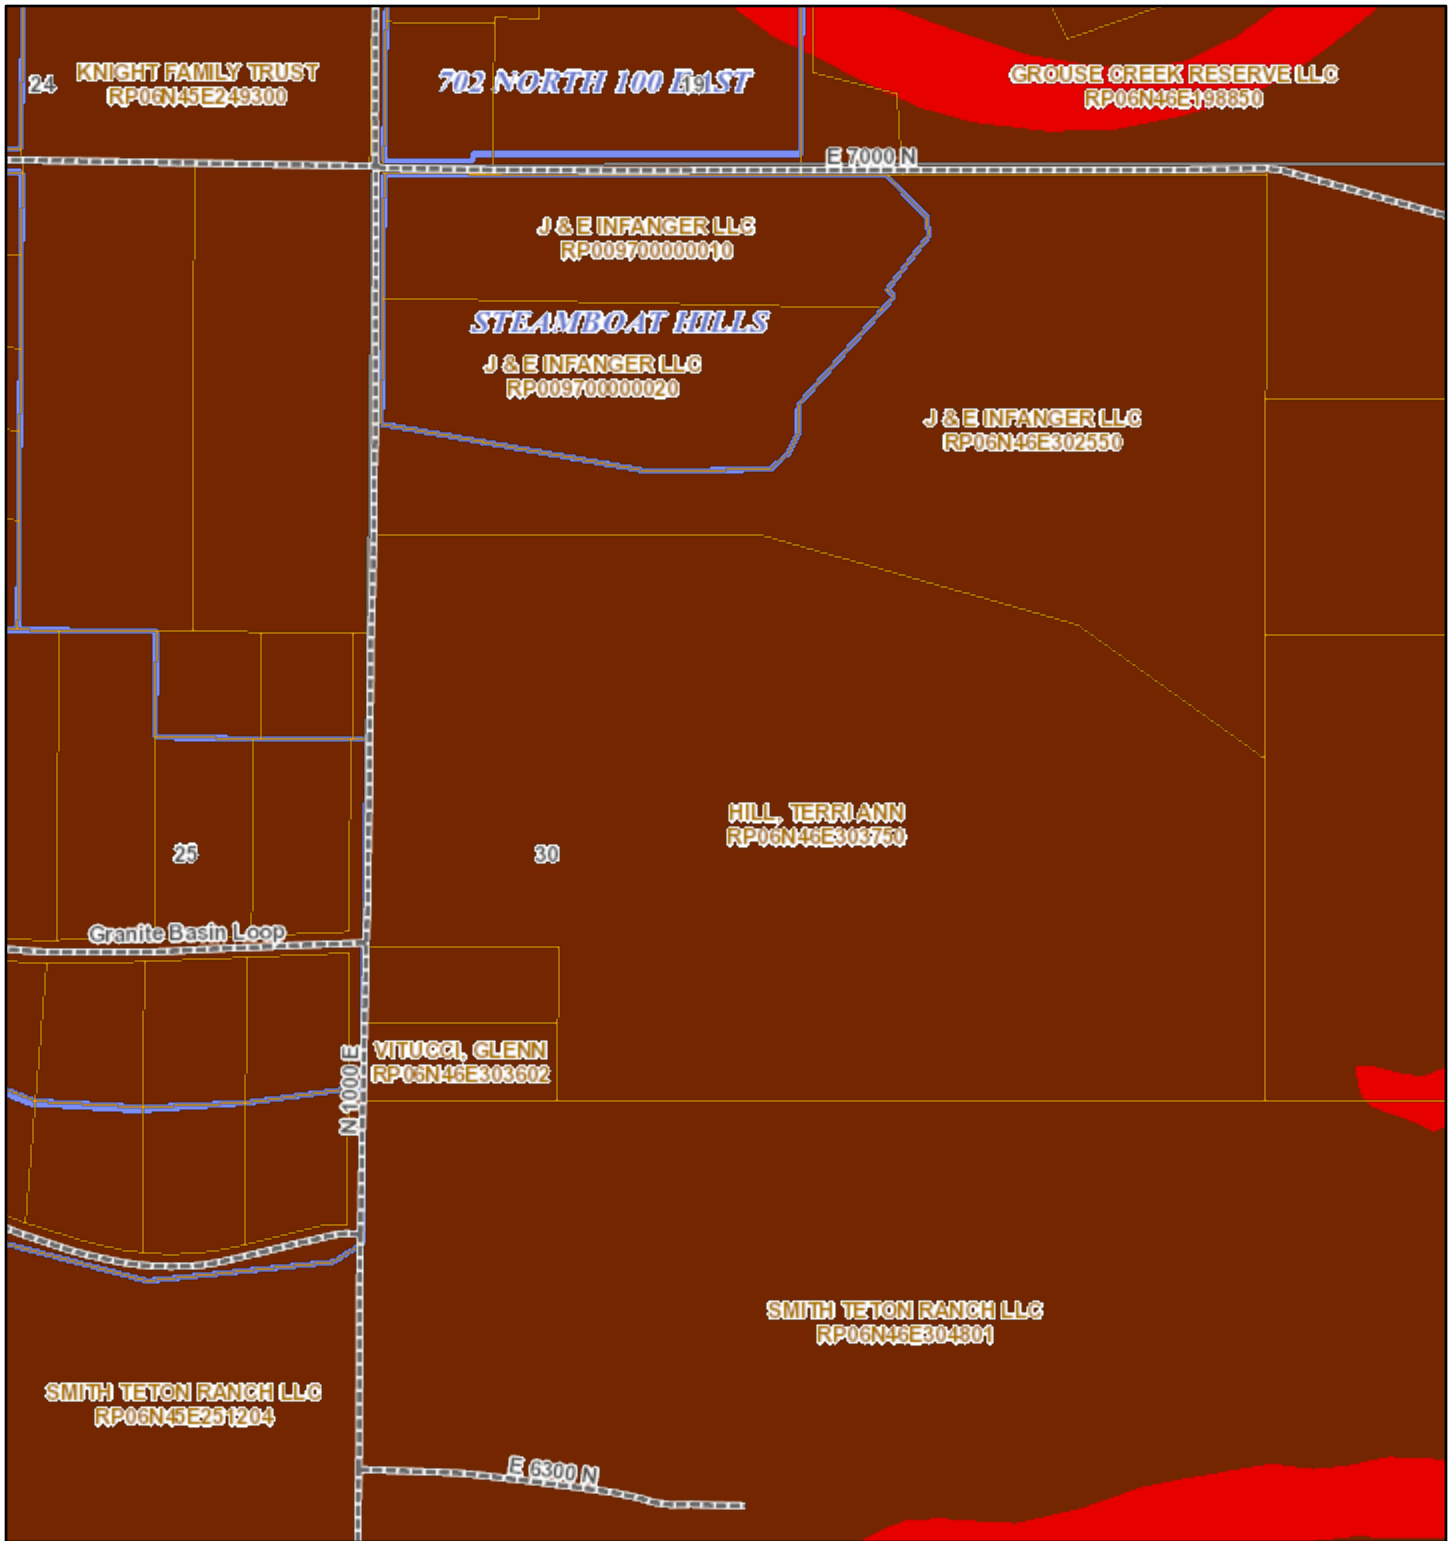 24
KNIGHT FAMILY TRUST
RP06N45E249300
702 NORTH 100 EAST
19
GROUSE CREEK RESERVE LLC
RP06N46E198850
E 7000 N
J & E INFANGER LLC
RP009700000010
STEAMBOAT HILLS
J & E INFANGER LLC
RP009700000020
J & E INFANGER LLC
RP06N46E302550
HILL, TERRI ANN
RP06N46E303750
25
30
Granite Basin Loop
N 1000 E
VITUCCI, GLENN
RP06N46E303602
SMITH TETON RANCH LLC
RP06N46E304801
SMITH TETON RANCH LLC
RP06N45E251204
E 6300 N